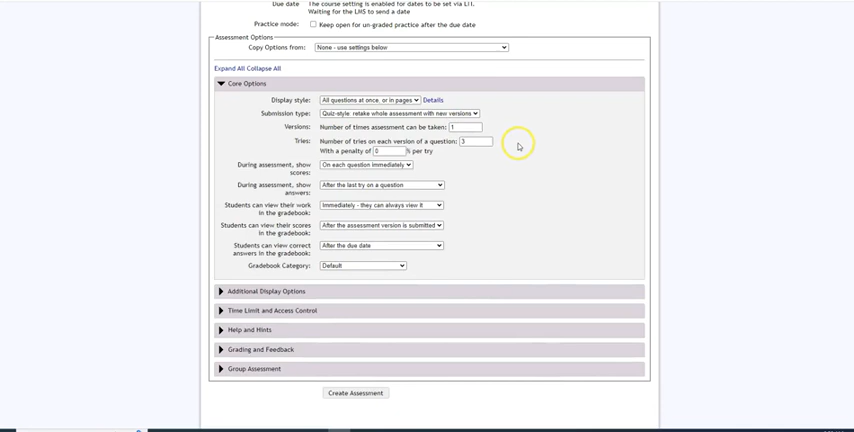 Due date The course setting is enabled for dates to be set via LTI.
Waiting for the LMS to send a date
Practice mode: Keep open for un-graded practice after the due date
Assessment Options
Copy Options from: None - use settings below
Expand All Collapse All
Core Options
Display style: All questions at once, or in pages Details
Submission type: Quiz-style: retake whole assessment with new versions
Versions: Number of times assessment can be taken: 1
Tries: Number of tries on each version of a question: 3
With a penalty of 0 % per try
During assessment, show scores: On each question immediately
During assessment, show answers: After the last try on a question
Students can view their work in the gradebook: Immediately - they can always view it
Students can view their scores in the gradebook: After the assessment version is submitted
Students can view correct answers in the gradebook: After the due date
Gradebook Category: Default
Additional Display Options
Time Limit and Access Control
Help and Hints
Grading and Feedback
Group Assessment
Create Assessment